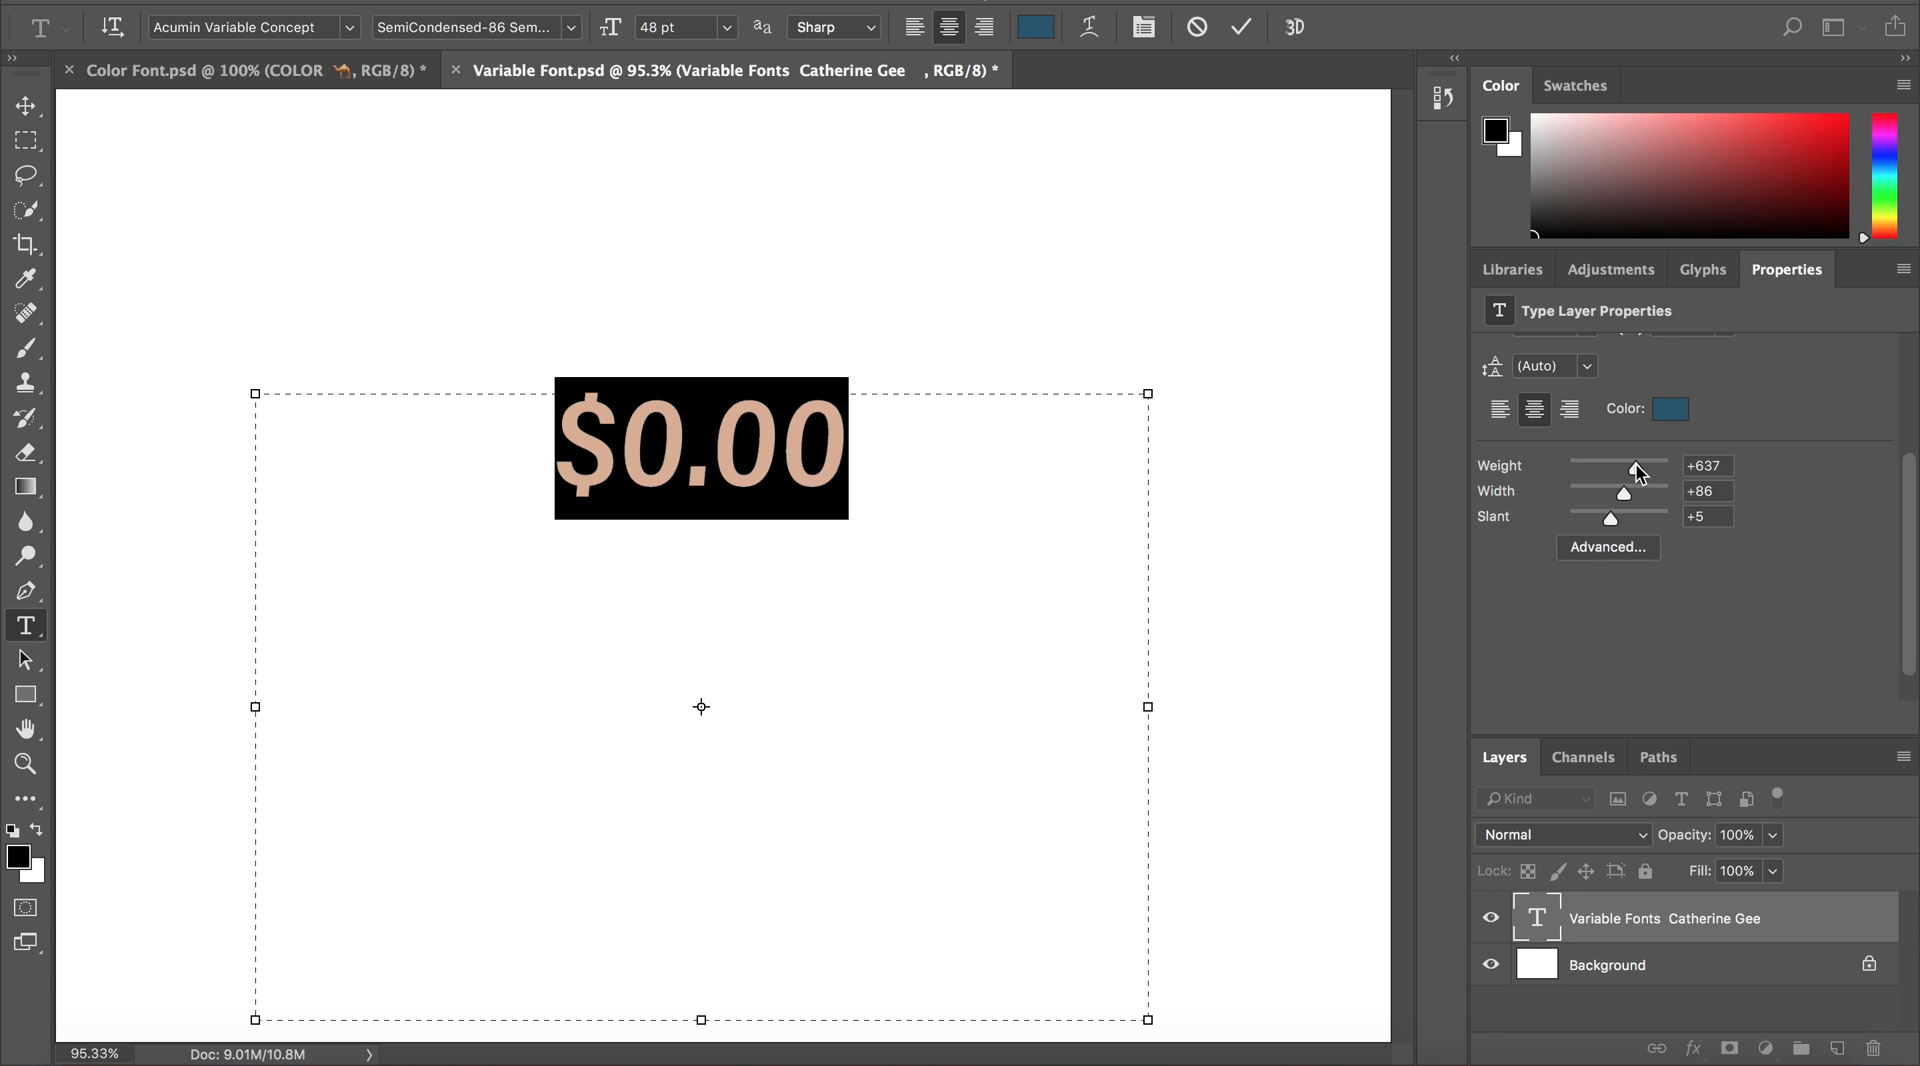 Acumin Variable Concept SemiCondensed-86 Sem... 48 pt aa Sharp 3D
Color Font.psd @ 100% (COLOR 🐪, RGB/8) * Variable Font.psd @ 95.3% (Variable Fonts Catherine Gee , RGB/8) *
Color Swatches
Libraries Adjustments Glyphs Properties
T Type Layer Properties
(Auto)
Color:
$0.00
Weight +637
Width +86
Slant +5
Advanced...
Layers Channels Paths
Kind
Normal Opacity: 100%
Lock: Fill: 100%
T Variable Fonts Catherine Gee
Background
fx
95.33% Doc: 9.01M/10.8M